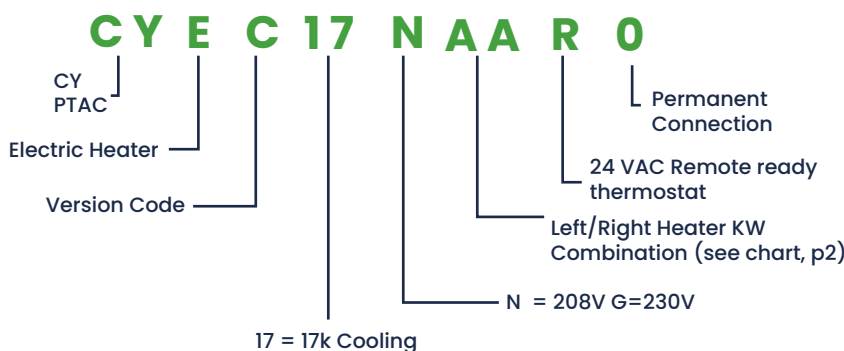 CYEC17NAAR0
CY
PTAC
Permanent
Connection
Electric Heater
24 VAC Remote ready
thermostat
Version Code
Left/Right Heater KW
Combination (see chart, p2)
N = 208V G=230V
17 = 17k Cooling